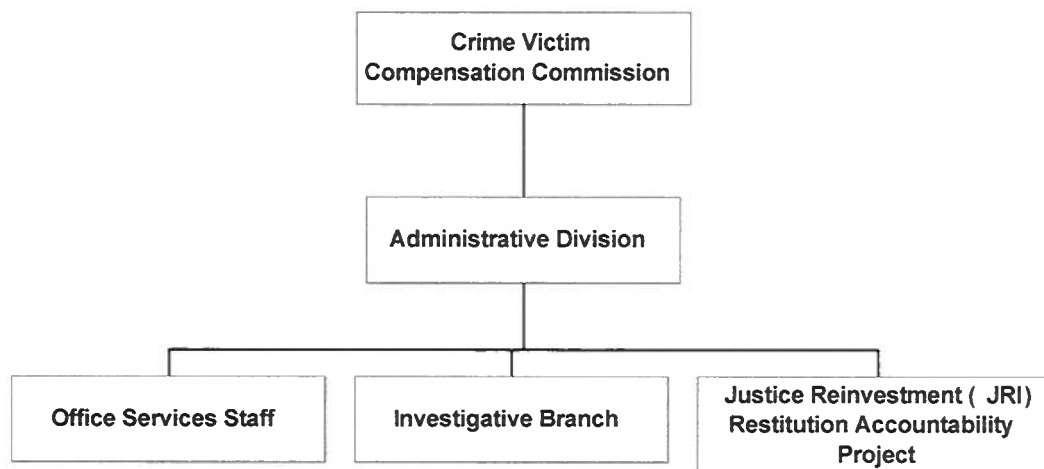 Crime Victim
Compensation Commission
Administrative Division
Office Services Staff
Investigative Branch
Justice Reinvestment ( JRI)
Restitution Accountability
Project